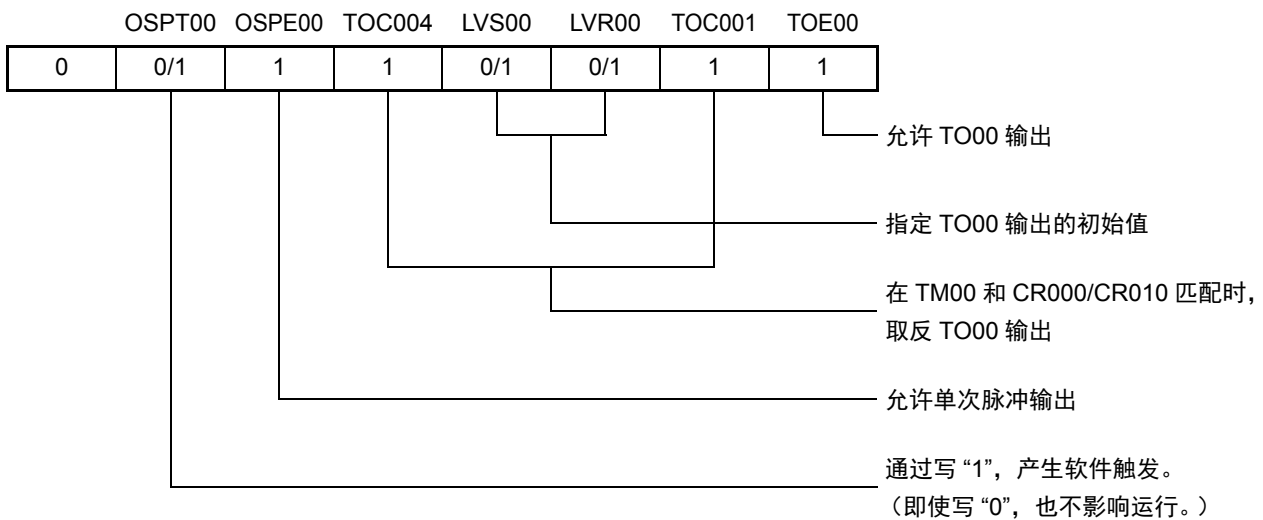 OSPT00 OSPE00 TOC004 LVS00 LVR00 TOC001 TOE00
0 0/1 1 1 0/1 0/1 1 1
允许 TO00 输出
指定 TO00 输出的初始值
在 TM00 和 CR000/CR010 匹配时，
取反 TO00 输出
允许单次脉冲输出
通过写 “1”，产生软件触发。
（即使写 “0”，也不影响运行。）